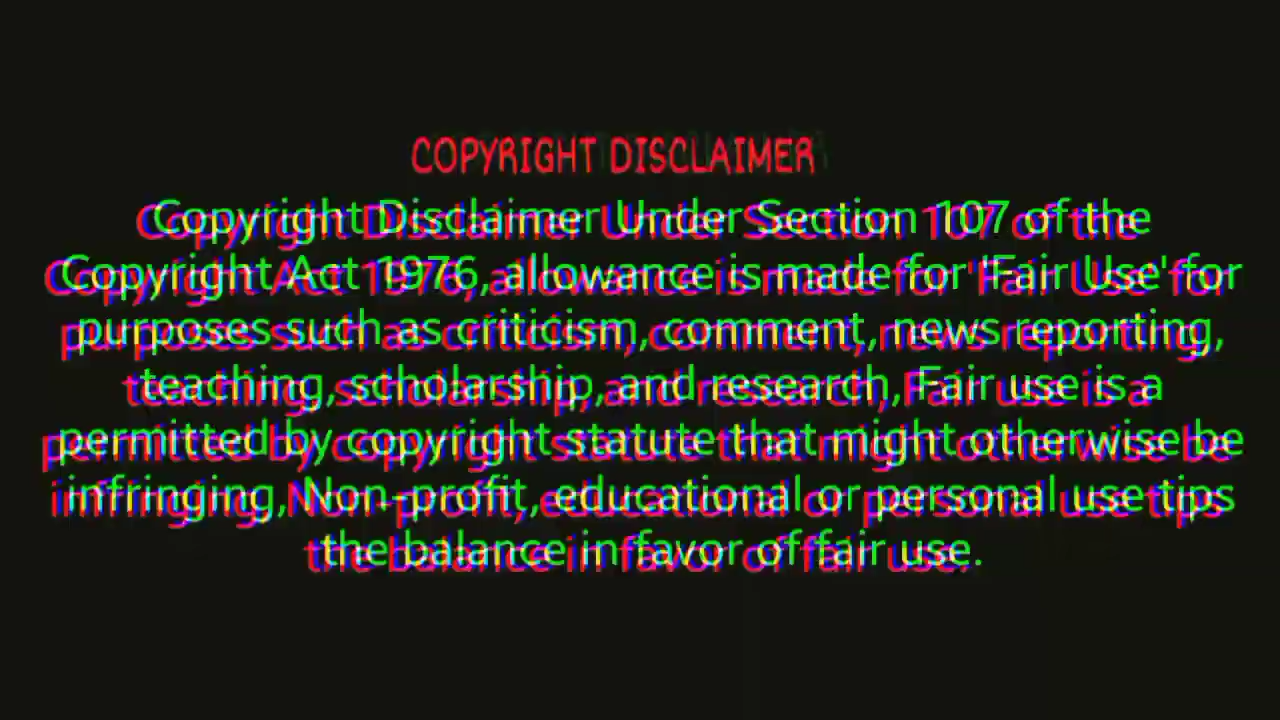 COPYRIGHT DISCLAIMER
Copyright Disclaimer Under Section 107 of the
Copyright Act 1976, allowance is made for 'Fair Use' for
purposes such as criticism, comment, news reporting,
teaching, scholarship, and research, Fair use is a
permitted by copyright statute that might otherwise be
infringing, Non-profit, educational or personal use tips
the balance in favor of fair use.